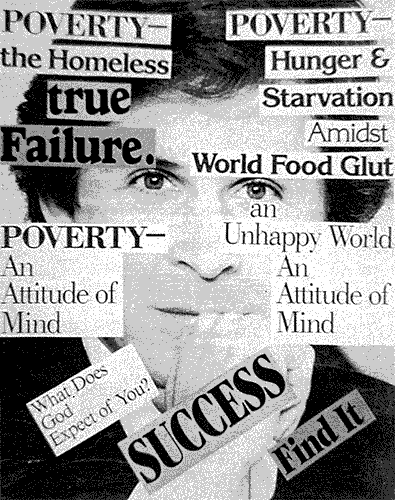 POVERTY—
the Homeless
true
Failure.
POVERTY—
Hunger &
Starvation
Amidst
World Food Glut
an
Unhappy World
An
Attitude of
Mind
POVERTY—
An
Attitude of
Mind
What Does
God
Expect of You?
SUCCESS
Find It